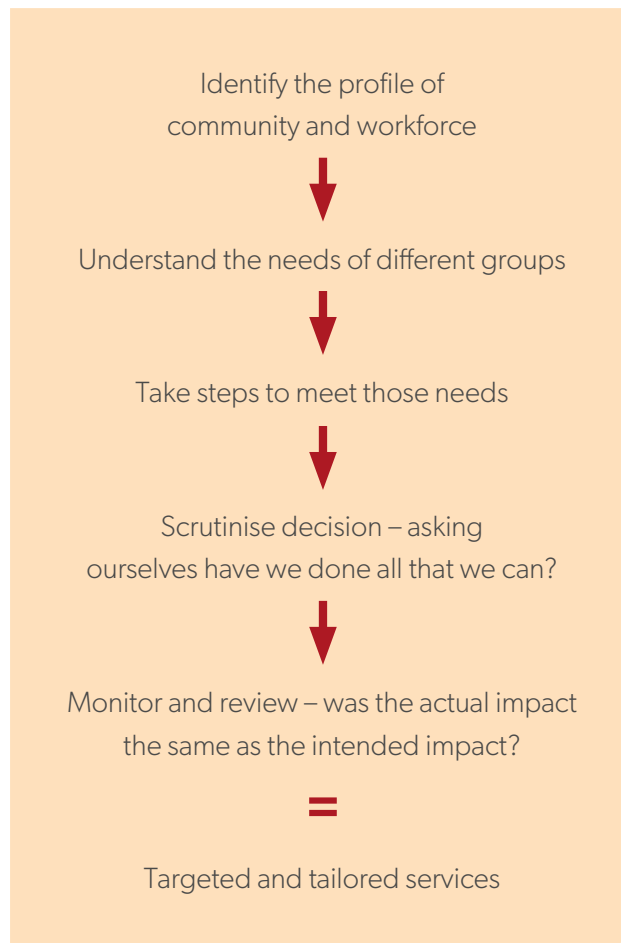 Identify the profile of
community and workforce
Understand the needs of different groups
Take steps to meet those needs
Scrutinise decision – asking
ourselves have we done all that we can?
Monitor and review – was the actual impact
the same as the intended impact?
=
Targeted and tailored services